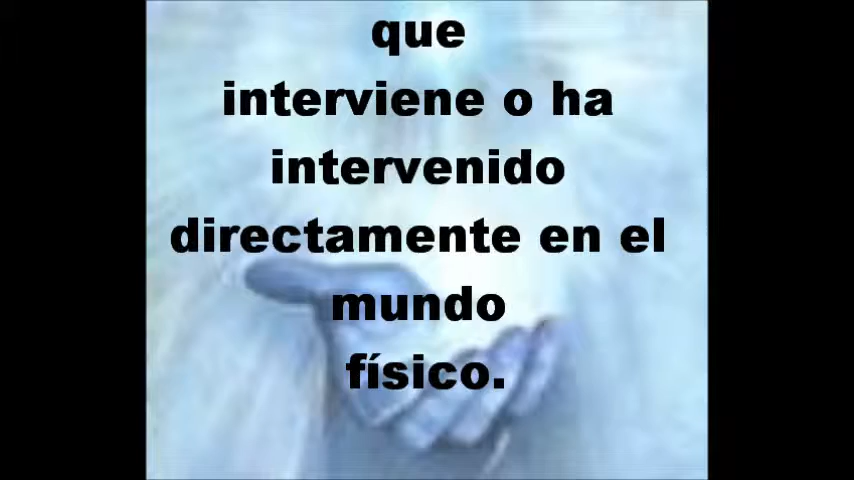 que
interviene o ha
intervenido
directamente en el
mundo
físico.